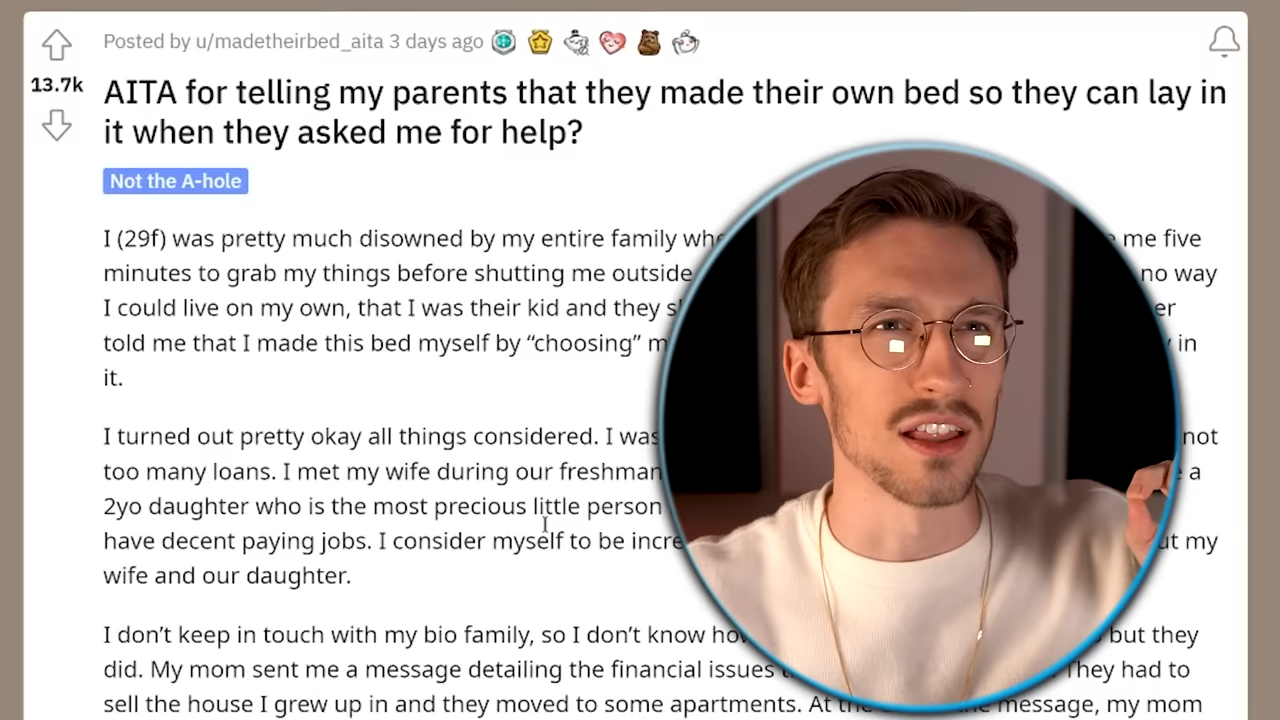 Posted by u/madetheirbed_aita 3 days ago
13.7k
AITA for telling my parents that they made their own bed so they can lay in
it when they asked me for help?
Not the A-hole
I (29f) was pretty much disowned by my entire family me five
minutes to grab my things before shutting me outside no way
I could live on my own, that I was their kid and they
told me that I made this bed myself by “choosing” in
it.
I turned out pretty okay all things considered. I was not
too many loans. I met my wife during our freshman a
2yo daughter who is the most precious little person
have decent paying jobs. I consider myself to be my
wife and our daughter.
I don’t keep in touch with my bio family, so I don’t know but they
did. My mom sent me a message detailing the financial issues They had to
sell the house I grew up in and they moved to some apartments. At the message, my mom